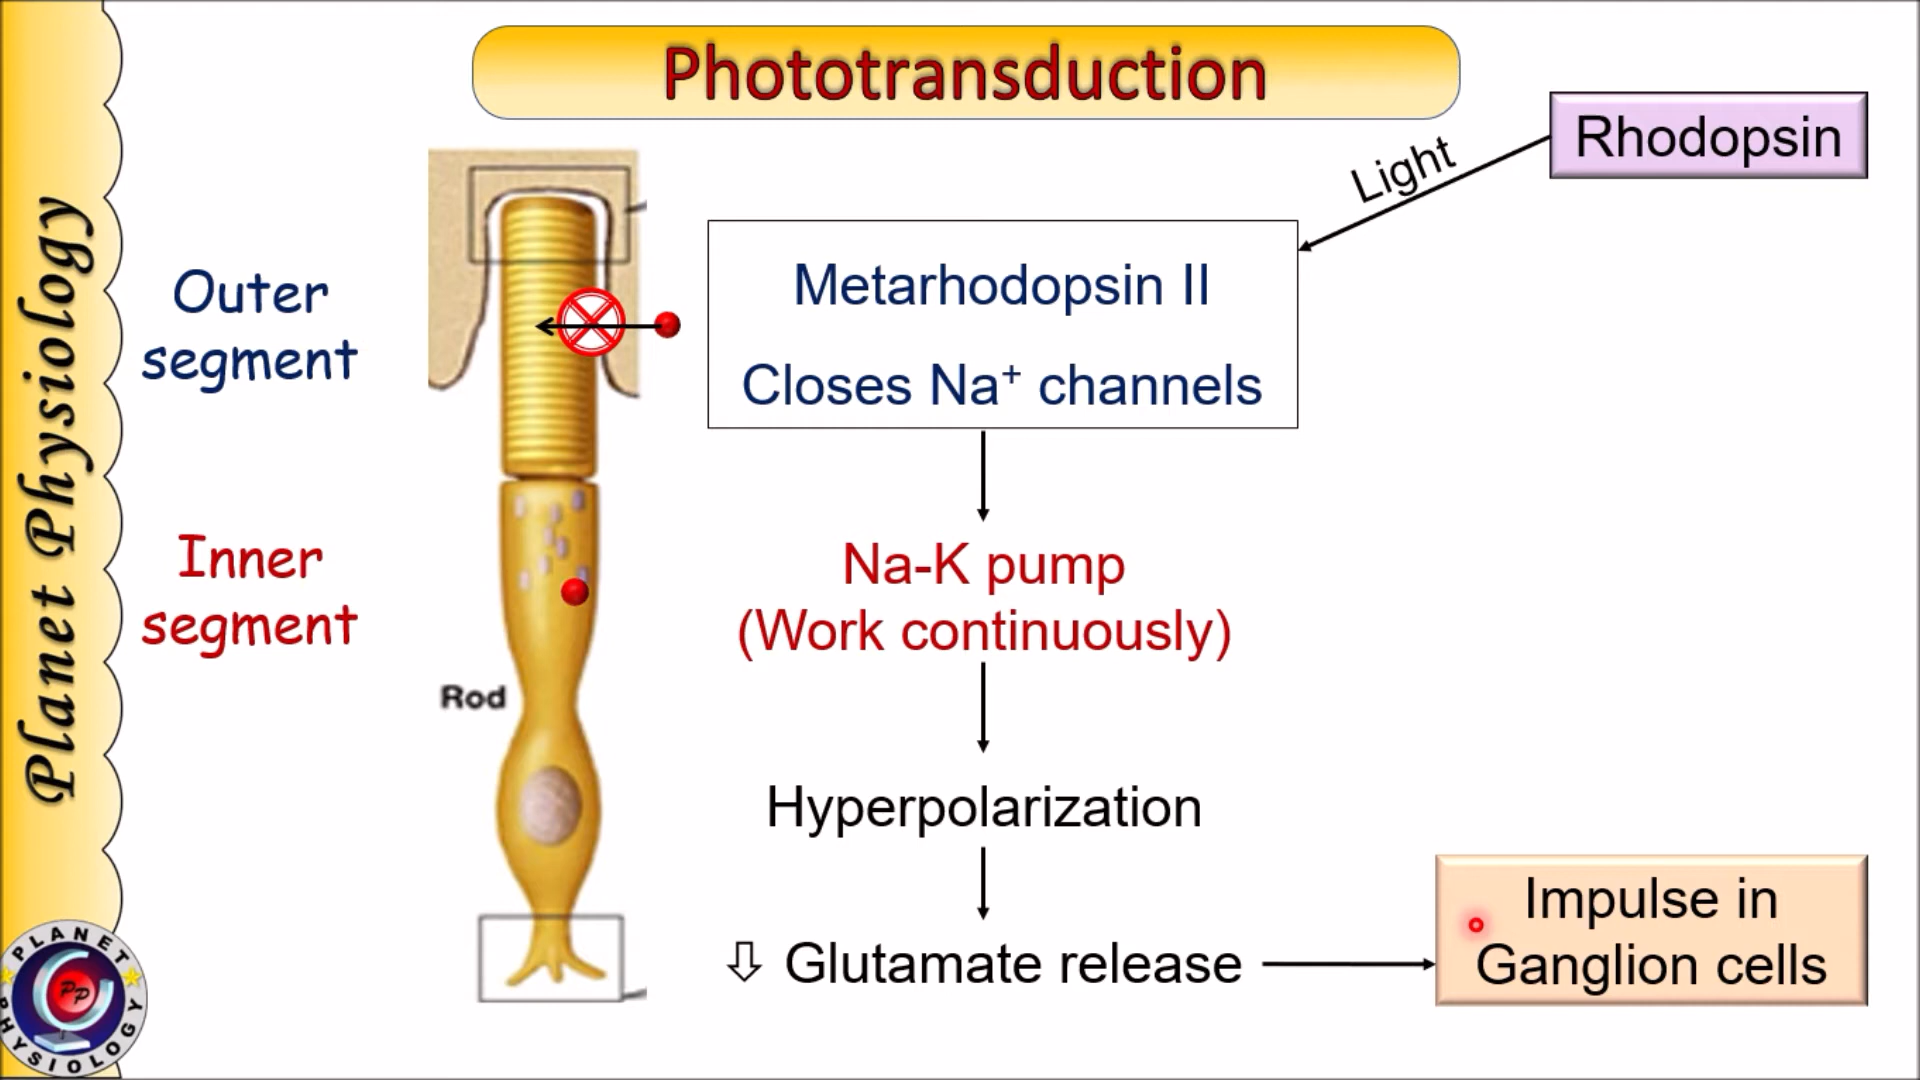 Phototransduction
Rhodopsin
Light
Metarhodopsin II
Closes Na⁺ channels
Outer
segment
Inner
segment
Na-K pump
(Work continuously)
Rod
Hyperpolarization
⇩ Glutamate release
Impulse in
Ganglion cells
Planet Physiology
PLANET
PP
PHYSIOLOGY